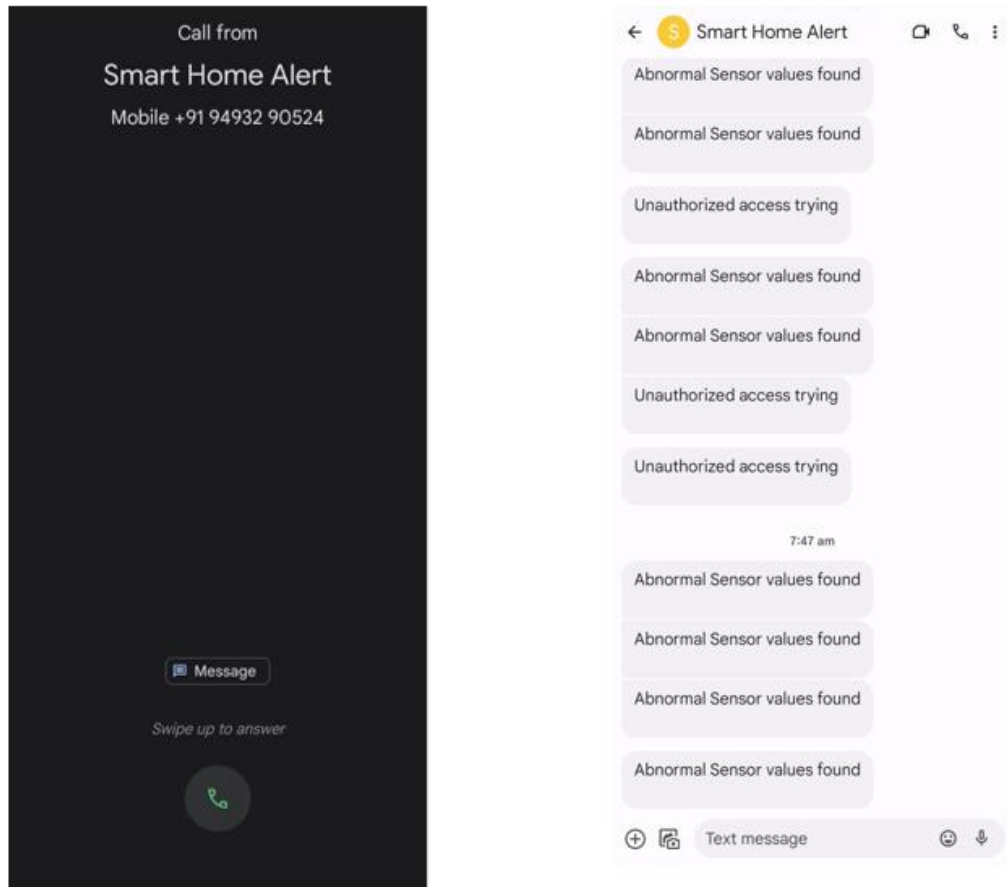 Call from
Smart Home Alert
Mobile +91 94932 90524
Message
Swipe up to answer
S Smart Home Alert
Abnormal Sensor values found
Abnormal Sensor values found
Unauthorized access trying
Abnormal Sensor values found
Abnormal Sensor values found
Unauthorized access trying
Unauthorized access trying
7:47 am
Abnormal Sensor values found
Abnormal Sensor values found
Abnormal Sensor values found
Abnormal Sensor values found
Text message